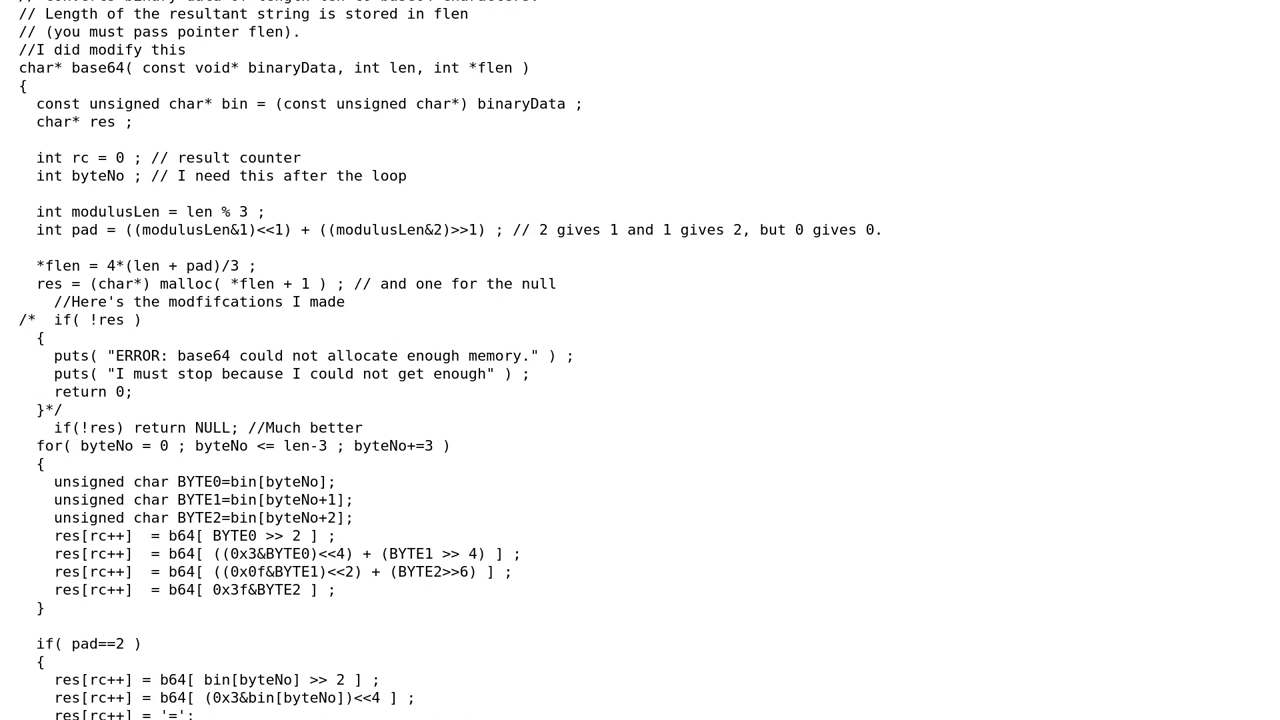 // Length of the resultant string is stored in flen
// (you must pass pointer flen).
//I did modify this
char* base64( const void* binaryData, int len, int *flen )
{
  const unsigned char* bin = (const unsigned char*) binaryData ;
  char* res ;

  int rc = 0 ; // result counter
  int byteNo ; // I need this after the loop

  int modulusLen = len % 3 ;
  int pad = ((modulusLen&1)<<1) + ((modulusLen&2)>>1) ; // 2 gives 1 and 1 gives 2, but 0 gives 0.

  *flen = 4*(len + pad)/3 ;
  res = (char*) malloc( *flen + 1 ) ; // and one for the null
    //Here's the modfifcations I made
/*  if( !res )
  {
    puts( "ERROR: base64 could not allocate enough memory." ) ;
    puts( "I must stop because I could not get enough" ) ;
    return 0;
  }*/
    if(!res) return NULL; //Much better
  for( byteNo = 0 ; byteNo <= len-3 ; byteNo+=3 )
  {
    unsigned char BYTE0=bin[byteNo];
    unsigned char BYTE1=bin[byteNo+1];
    unsigned char BYTE2=bin[byteNo+2];
    res[rc++]  = b64[ BYTE0 >> 2 ] ;
    res[rc++]  = b64[ ((0x3&BYTE0)<<4) + (BYTE1 >> 4) ] ;
    res[rc++]  = b64[ ((0x0f&BYTE1)<<2) + (BYTE2>>6) ] ;
    res[rc++]  = b64[ 0x3f&BYTE2 ] ;
  }

  if( pad==2 )
  {
    res[rc++] = b64[ bin[byteNo] >> 2 ] ;
    res[rc++] = b64[ (0x3&bin[byteNo])<<4 ] ;
    res[rc++] = '=';